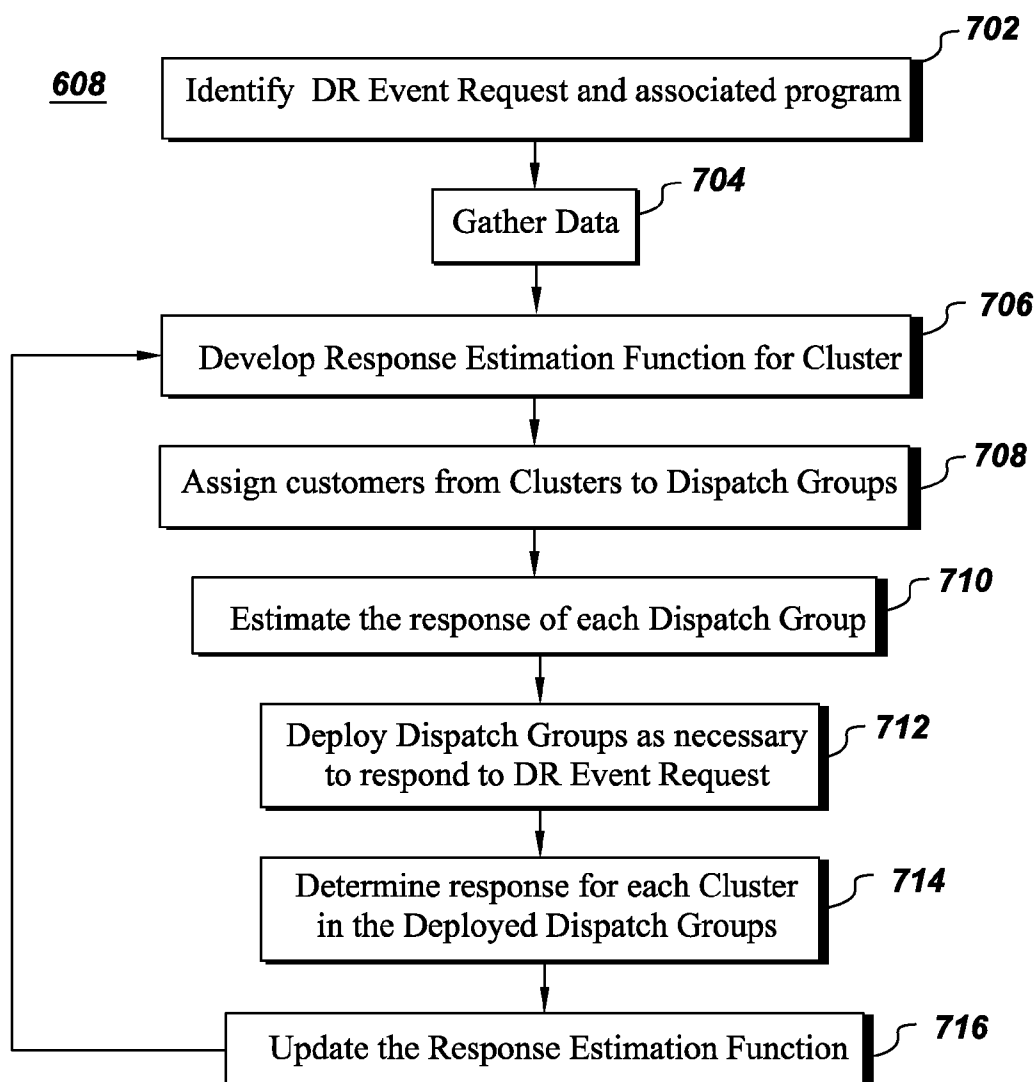 702
608
Identify DR Event Request and associated program
704
Gather Data
706
Develop Response Estimation Function for Cluster
708
Assign customers from Clusters to Dispatch Groups
710
Estimate the response of each Dispatch Group
712
Deploy Dispatch Groups as necessary
to respond to DR Event Request
714
Determine response for each Cluster
in the Deployed Dispatch Groups
716
Update the Response Estimation Function